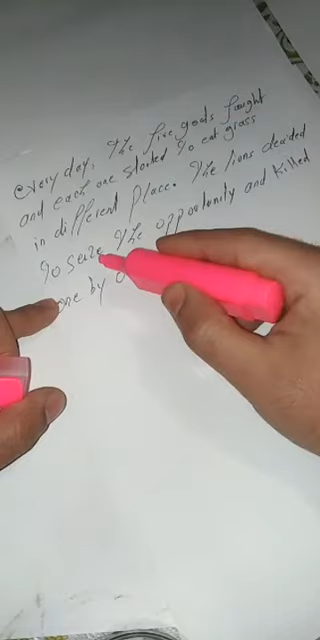 every day, The five goats fought
and each one started To eat grass
in different place. The lions decided
To seize The opportunity and killed
one by